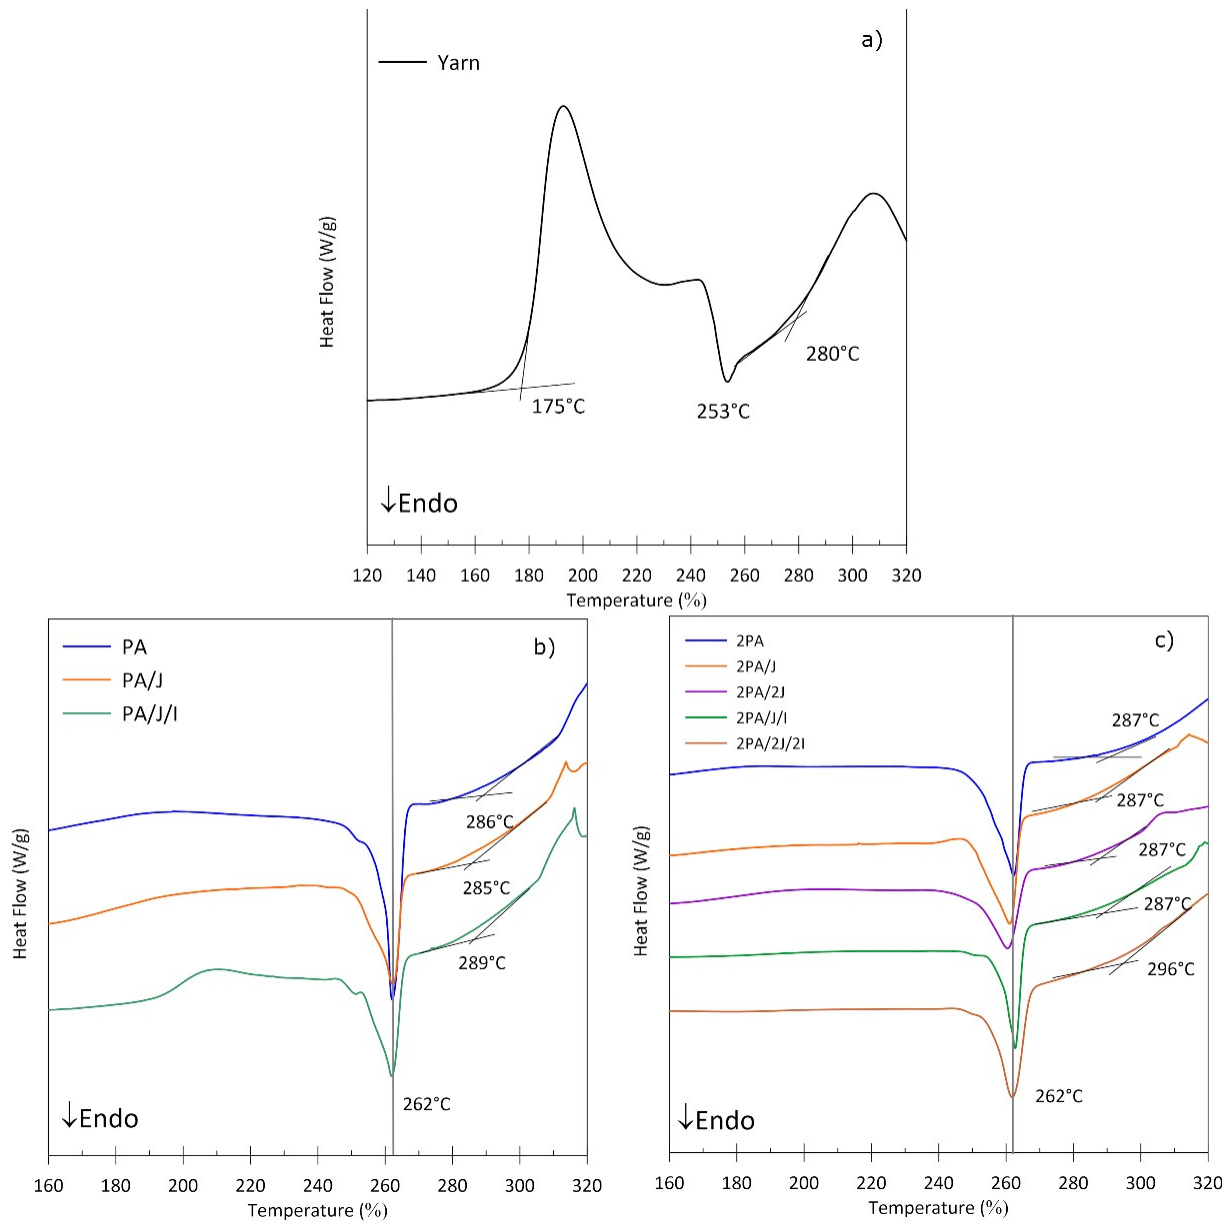 a)
Yarn
Heat Flow (W/g)
280°C
175°C
253°C
↓Endo
120 140 160 180 200 220 240 260 280 300 320
Temperature (%)
b)
PA
PA/J
PA/J/I
Heat Flow (W/g)
286°C
285°C
289°C
262°C
↓Endo
160 180 200 220 240 260 280 300 320
Temperature (%)
c)
2PA
2PA/J
2PA/2J
2PA/J/I
2PA/2J/2I
Heat Flow (W/g)
287°C
287°C
287°C
287°C
296°C
262°C
↓Endo
160 180 200 220 240 260 280 300 320
Temperature (%)